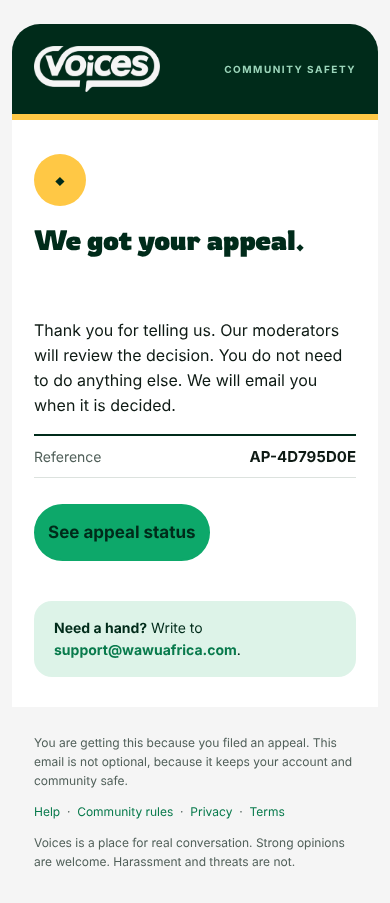 Voices
COMMUNITY SAFETY
We got your appeal.
Thank you for telling us. Our moderators
will review the decision. You do not need
to do anything else. We will email you
when it is decided.
Reference AP-4D795D0E
See appeal status
Need a hand? Write to
support@wawuafrica.com.
You are getting this because you filed an appeal. This
email is not optional, because it keeps your account and
community safe.
Help · Community rules · Privacy · Terms
Voices is a place for real conversation. Strong opinions
are welcome. Harassment and threats are not.